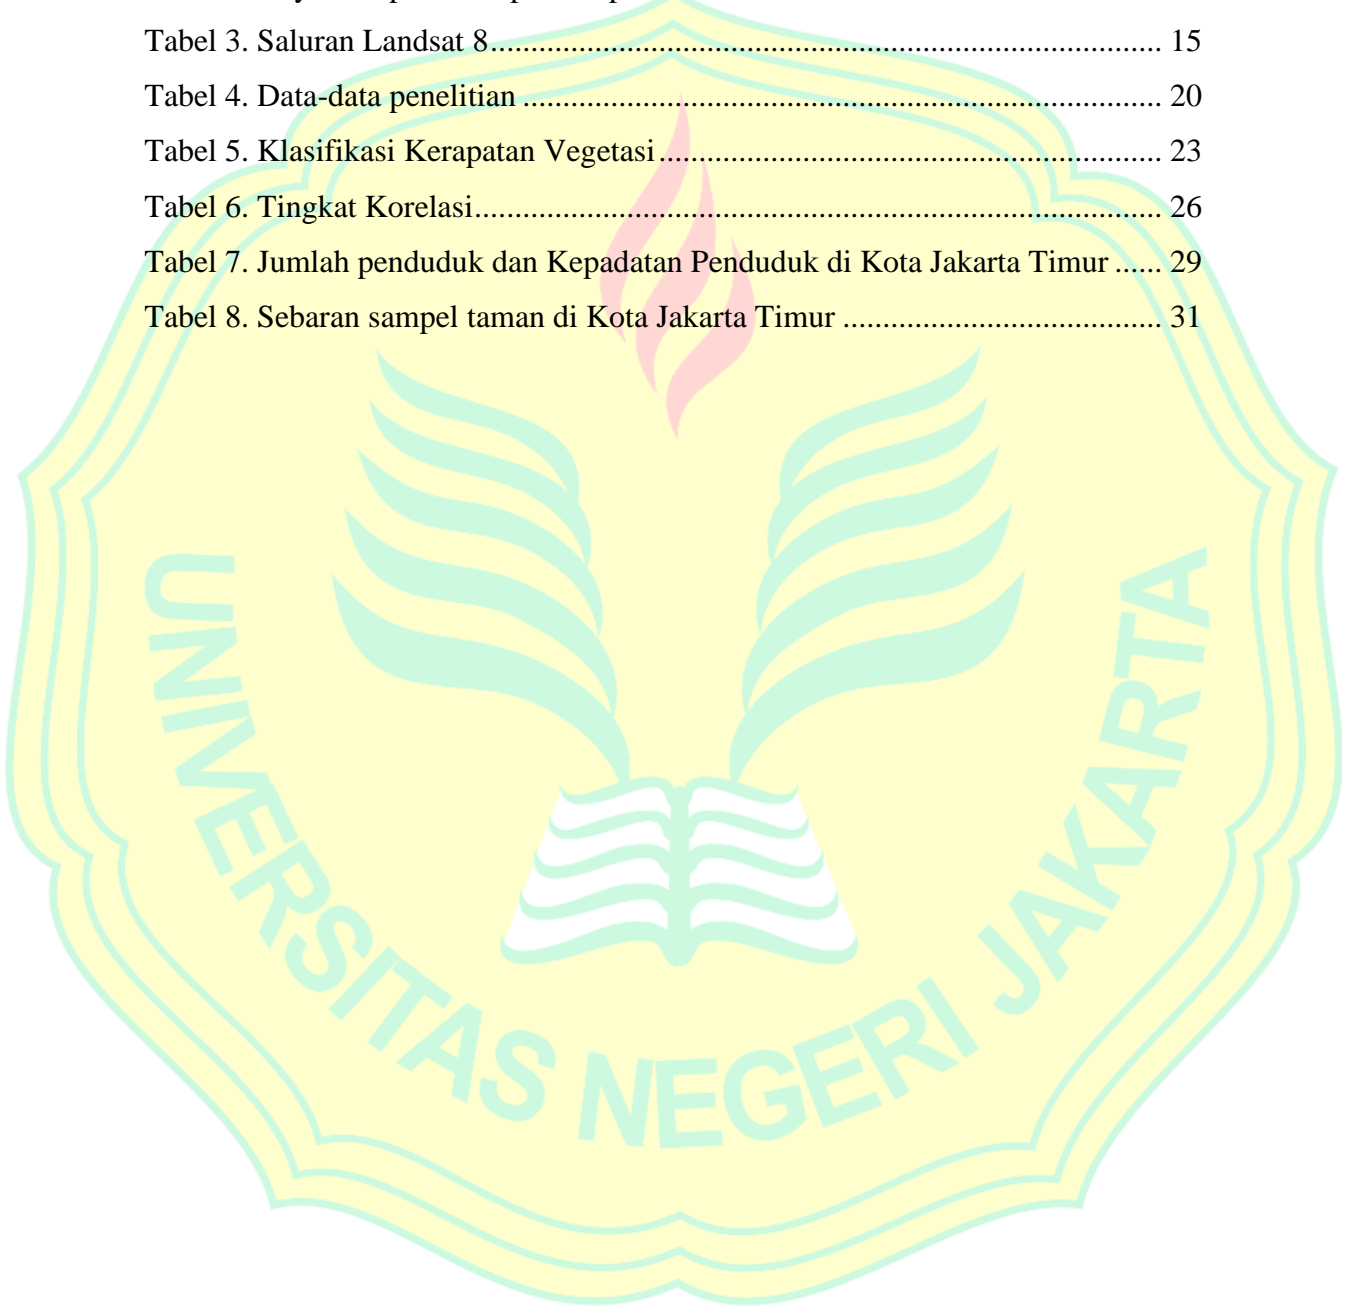 Tabel 3. Saluran Landsat 8.................................................................................... 15
Tabel 4. Data-data penelitian ................................................................................ 20
Tabel 5. Klasifikasi Kerapatan Vegetasi............................................................... 23
Tabel 6. Tingkat Korelasi...................................................................................... 26
Tabel 7. Jumlah penduduk dan Kepadatan Penduduk di Kota Jakarta Timur ...... 29
Tabel 8. Sebaran sampel taman di Kota Jakarta Timur ........................................ 31
UNIVERSITAS NEGERI JAKARTA